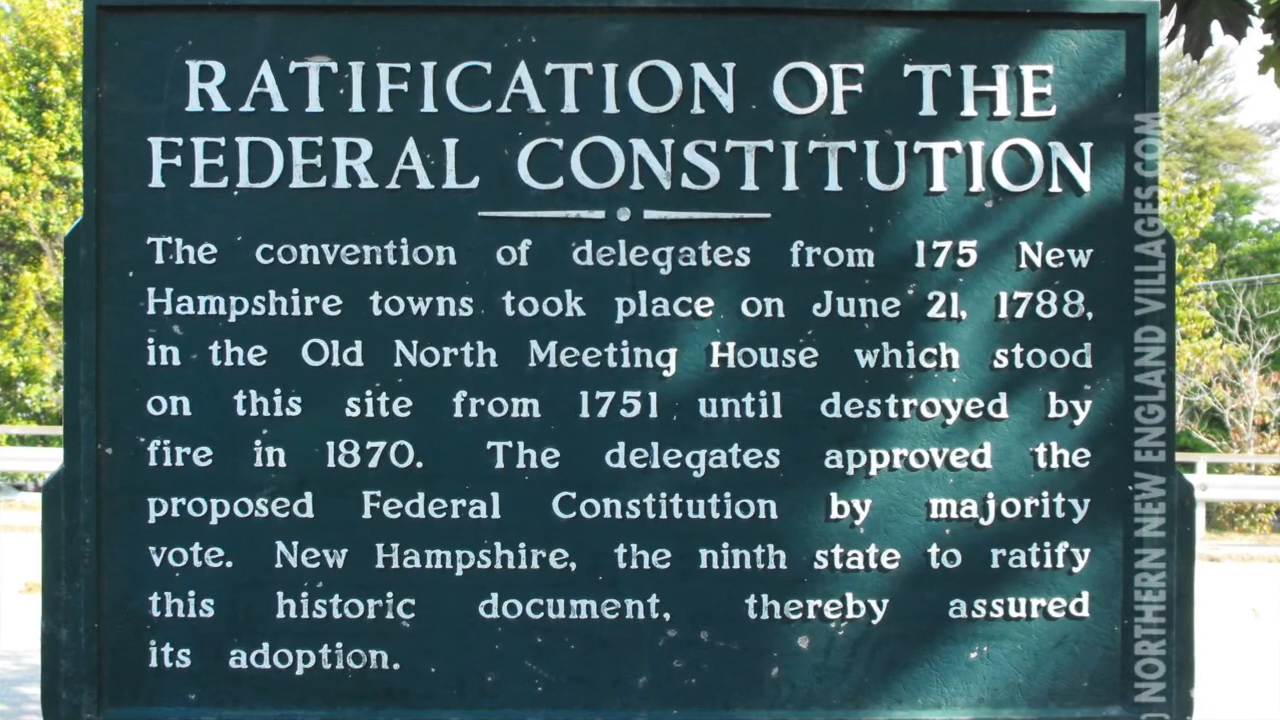 RATIFICATION OF THE
FEDERAL CONSTITUTION
The convention of delegates from 175 New
Hampshire towns took place on June 21, 1788,
in the Old North Meeting House which stood
on this site from 1751 until destroyed by
fire in 1870. The delegates approved the
proposed Federal Constitution by majority
vote. New Hampshire, the ninth state to ratify
this historic document, thereby assured
its adoption.
NORTHERN NEW ENGLAND VILLAGES.COM